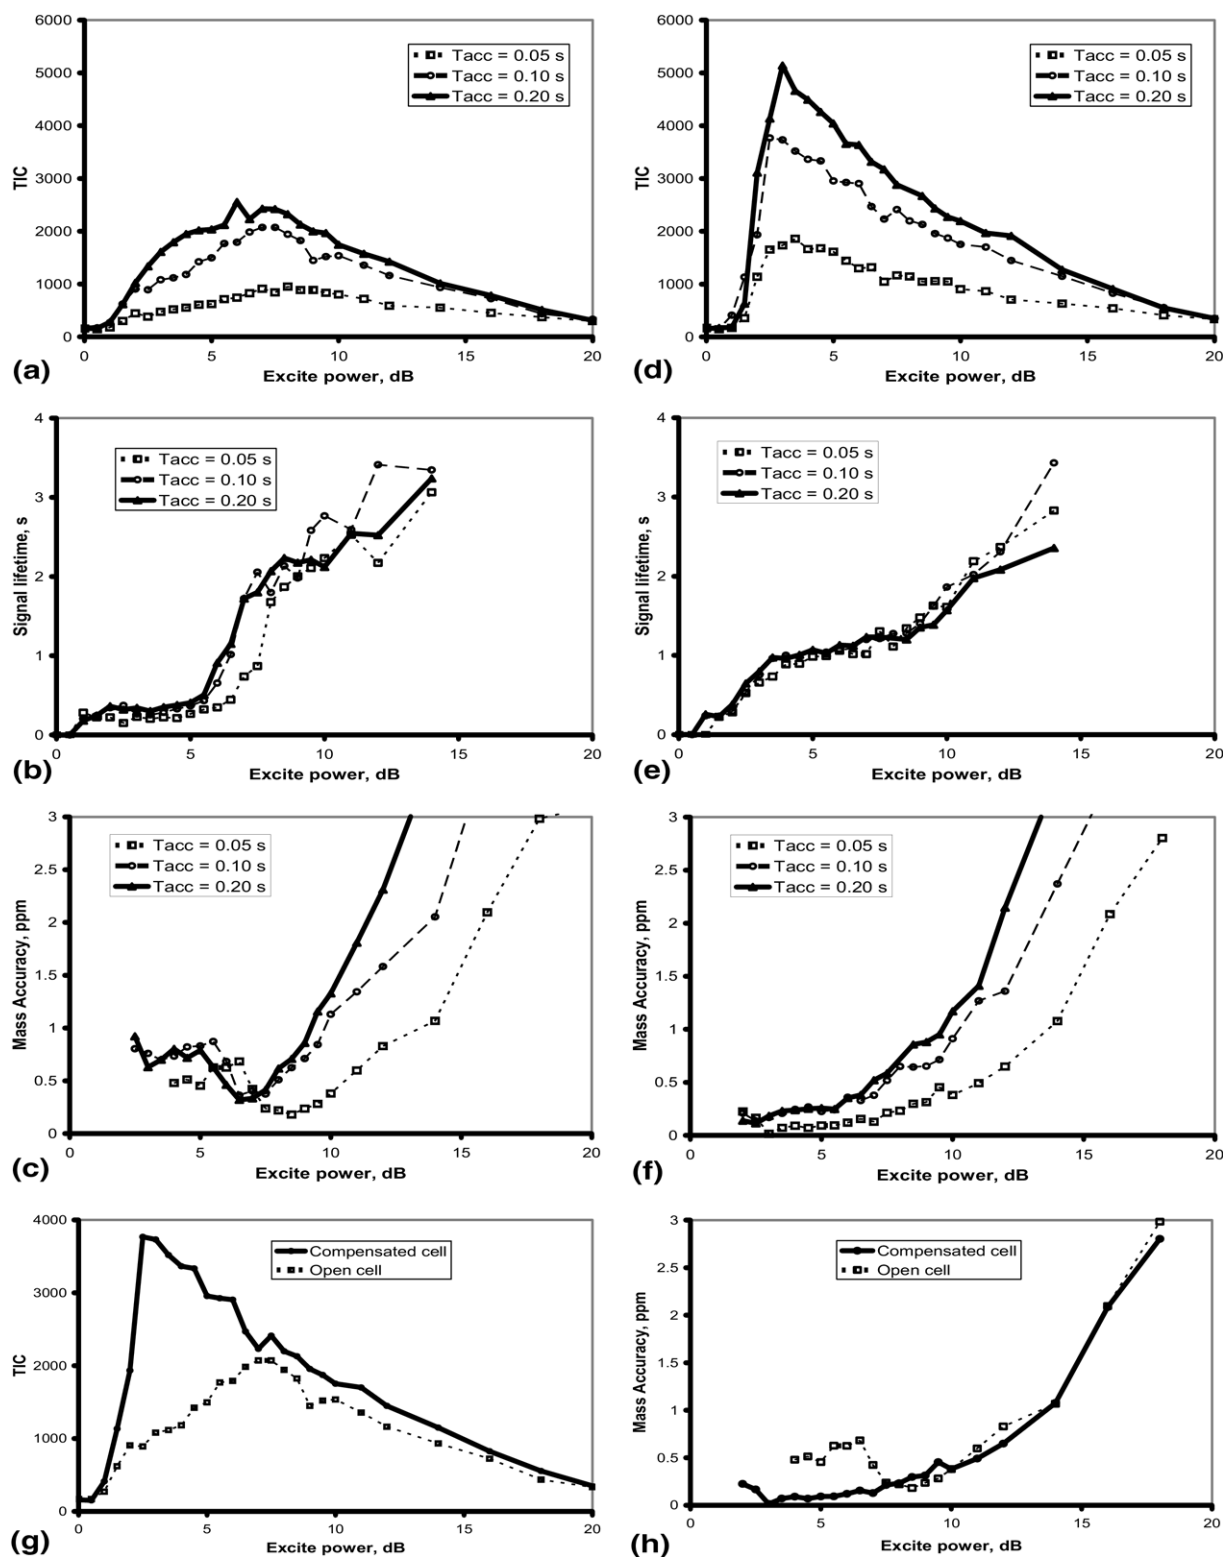 6000
5000
4000
3000
2000
1000
0
TIC
Tacc = 0.05 s
Tacc = 0.10 s
Tacc = 0.20 s
0 5 10 15 20
Excite power, dB
(a)
6000
5000
4000
3000
2000
1000
0
TIC
Tacc = 0.05 s
Tacc = 0.10 s
Tacc = 0.20 s
0 5 10 15 20
Excite power, dB
(d)
4
3
2
1
0
Signal lifetime, s
Tacc = 0.05 s
Tacc = 0.10 s
Tacc = 0.20 s
0 5 10 15 20
Excite power, dB
(b)
4
3
2
1
0
Signal lifetime, s
Tacc = 0.05 s
Tacc = 0.10 s
Tacc = 0.20 s
0 5 10 15 20
Excite power, dB
(e)
3
2.5
2
1.5
1
0.5
0
Mass Accuracy, ppm
Tacc = 0.05 s
Tacc = 0.10 s
Tacc = 0.20 s
0 5 10 15 20
Excite power, dB
(c)
3
2.5
2
1.5
1
0.5
0
Mass Accuracy, ppm
Tacc = 0.05 s
Tacc = 0.10 s
Tacc = 0.20 s
0 5 10 15 20
Excite power, dB
(f)
4000
3000
2000
1000
0
TIC
Compensated cell
Open cell
0 5 10 15 20
Excite power, dB
(g)
3
2.5
2
1.5
1
0.5
0
Mass Accuracy, ppm
Compensated cell
Open cell
0 5 10 15 20
Excite power, dB
(h)